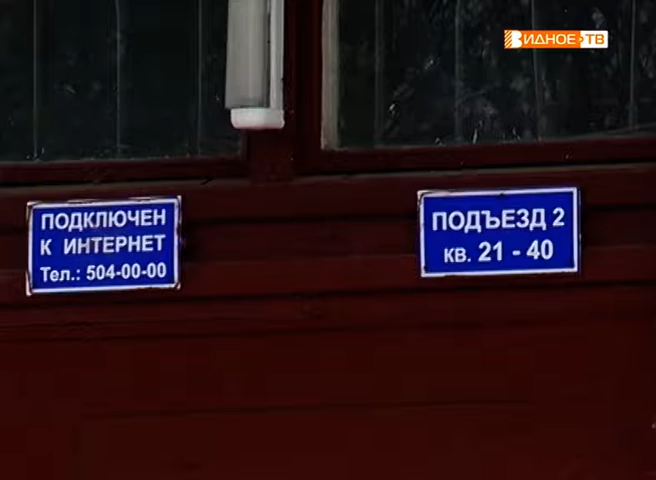 ВИДНОЕ-ТВ
ПОДКЛЮЧЕН
К ИНТЕРНЕТ
Тел.: 504-00-00
ПОДЪЕЗД 2
КВ. 21 - 40